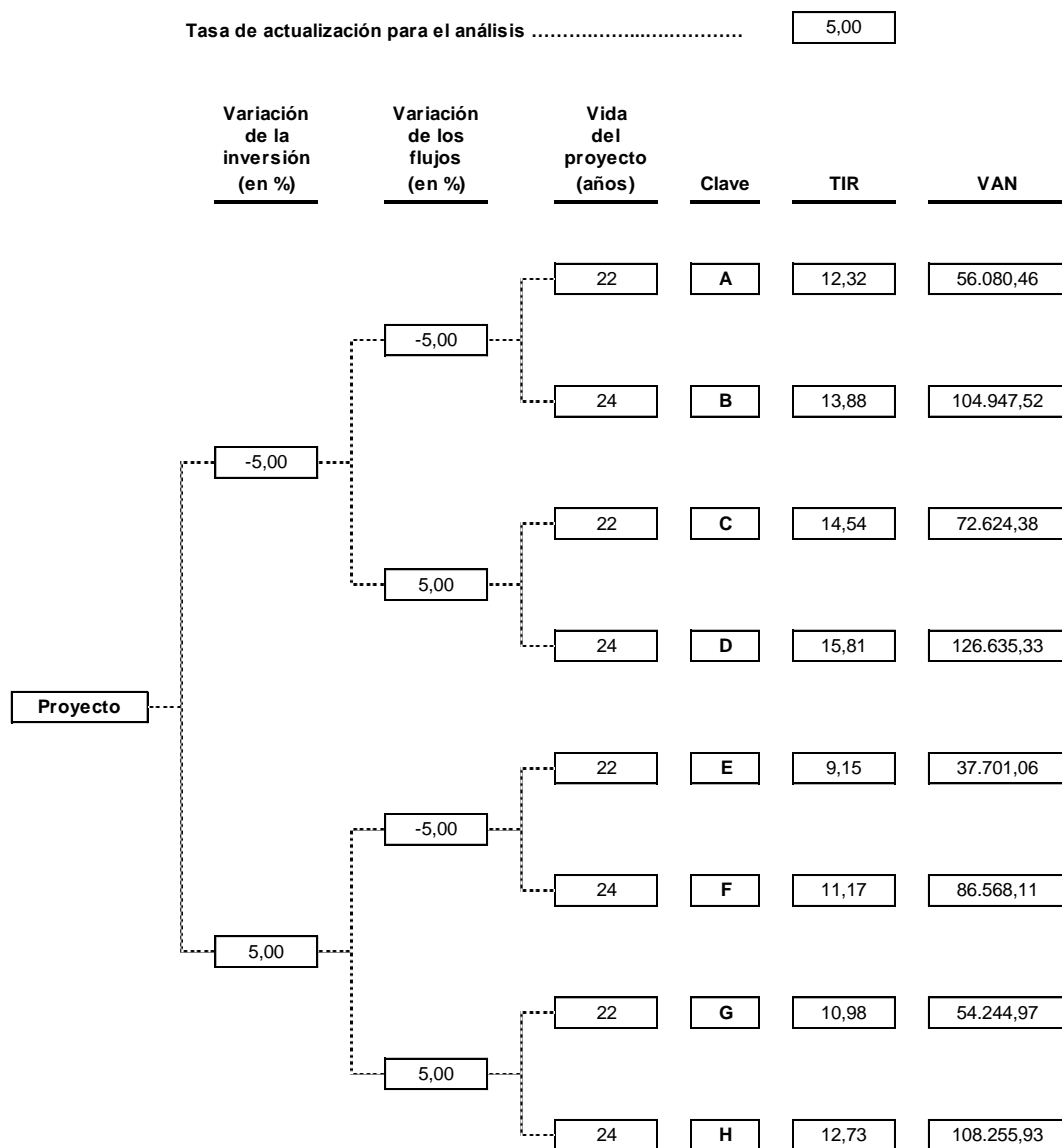 Tasa de actualización para el análisis ……….……...….………… 5,00
Variación Variación Vida
de la de los del
inversión flujos proyecto
(en %) (en %) (años) Clave TIR VAN
22 A 12,32 56.080,46
-5,00
24 B 13,88 104.947,52
-5,00
22 C 14,54 72.624,38
5,00
24 D 15,81 126.635,33
Proyecto
22 E 9,15 37.701,06
-5,00
24 F 11,17 86.568,11
5,00
22 G 10,98 54.244,97
5,00
24 H 12,73 108.255,93